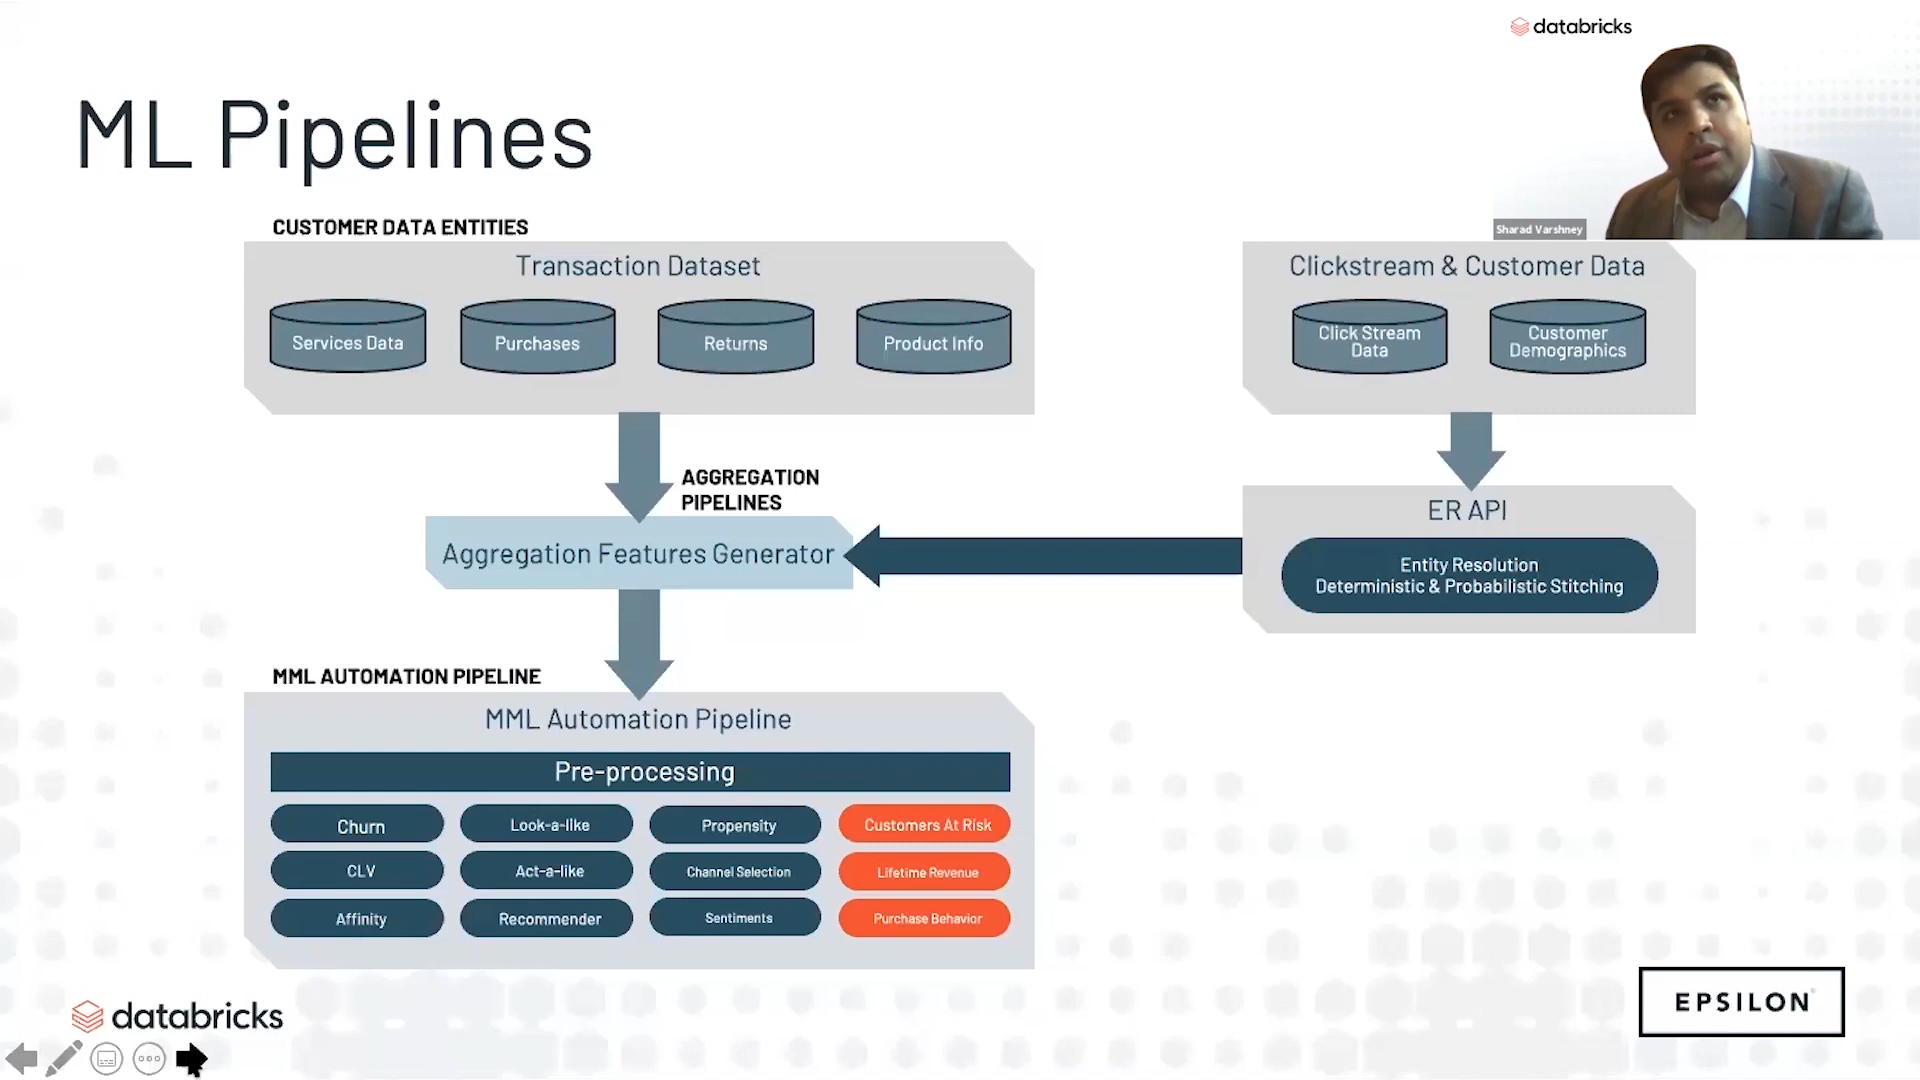 databricks
ML Pipelines
Sharad Varshney
CUSTOMER DATA ENTITIES
Transaction Dataset
Services Data
Purchases
Returns
Product Info
Clickstream & Customer Data
Click Stream
Data
Customer
Demographics
AGGREGATION
PIPELINES
Aggregation Features Generator
ER API
Entity Resolution
Deterministic & Probabilistic Stitching
MML AUTOMATION PIPELINE
MML Automation Pipeline
Pre-processing
Churn
Look-a-like
Propensity
Customers At Risk
CLV
Act-a-like
Channel Selection
Lifetime Revenue
Affinity
Recommender
Sentiments
Purchase Behavior
databricks
EPSILON